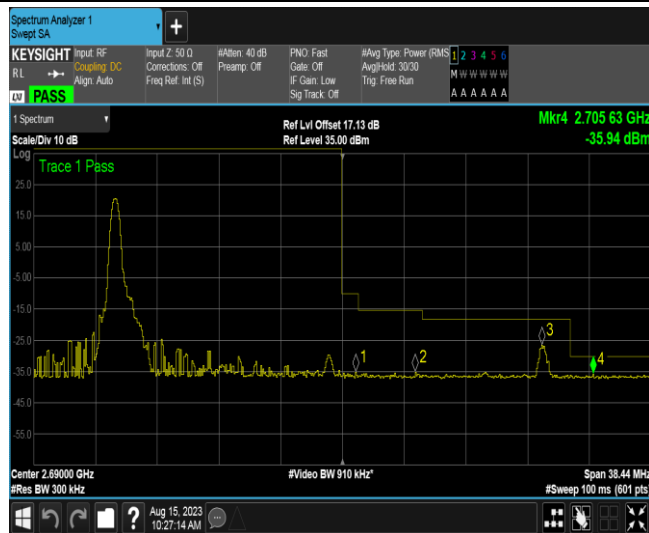 Spectrum Analyzer 1
Swept SA
+
KEYSIGHT
RL
LXI PASS
Input: RF
Coupling: DC
Align: Auto
Input Z: 50 Ω
Corrections: Off
Freq Ref: Int (S)
#Atten: 40 dB
Preamp: Off
PNO: Fast
Gate: Off
IF Gain: Low
Sig Track: Off
#Avg Type: Power (RMS
Avg|Hold: 30/30
Trig: Free Run
1 2 3 4 5 6
M W W W W W
A A A A A A
1 Spectrum
Scale/Div 10 dB
Ref Lvl Offset 17.13 dB
Ref Level 35.00 dBm
Mkr4 2.705 63 GHz
-35.94 dBm
Log
Trace 1 Pass
25.0
15.0
5.00
-5.00
-15.0
-25.0
-35.0
-45.0
-55.0
1
2
3
4
Center 2.69000 GHz
#Res BW 300 kHz
#Video BW 910 kHz*
Span 38.44 MHz
#Sweep 100 ms (601 pts)
?
Aug 15, 2023
10:27:14 AM